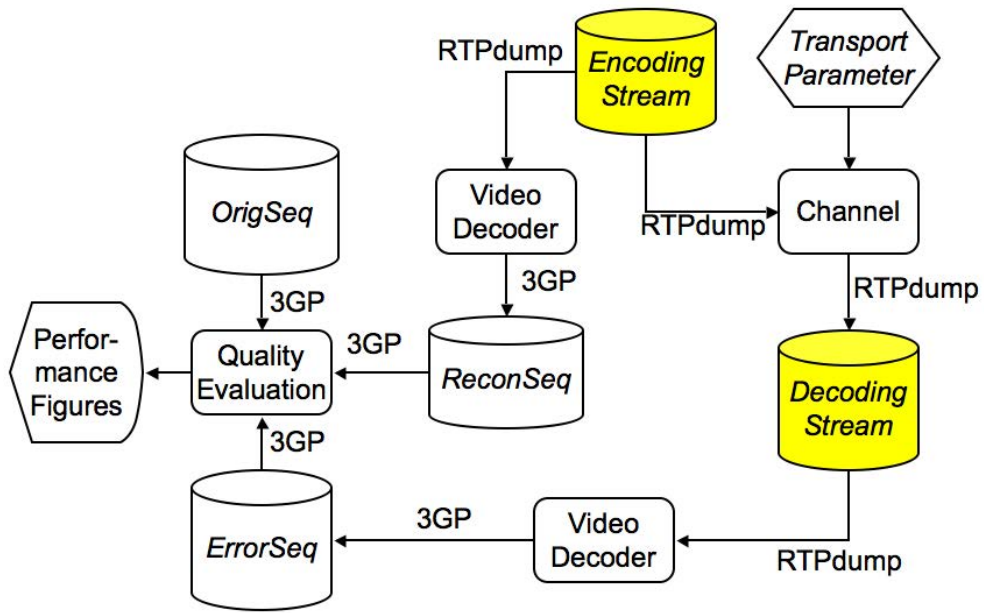 RTPdump
Encoding
Stream
Transport
Parameter
OrigSeq
Video
Decoder
RTPdump
Channel
3GP
3GP
RTPdump
Perfor-
mance
Figures
Quality
Evaluation
3GP
ReconSeq
Decoding
Stream
3GP
ErrorSeq
3GP
Video
Decoder
RTPdump